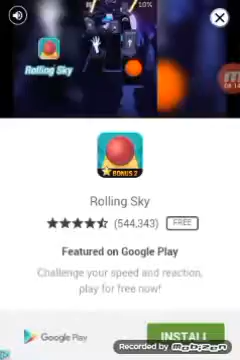 10%
Rolling Sky
BONUS 2
Rolling Sky
(544,343) FREE
Featured on Google Play
Challenge your speed and reaction,
play for free now!
Google Play
INSTALL
Recorded by
Mobizen